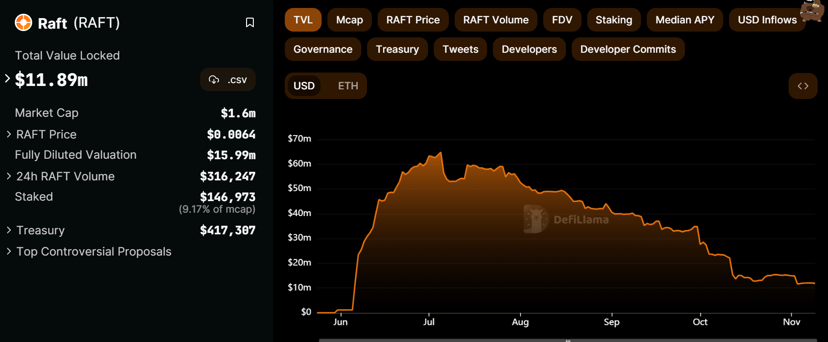 Raft (RAFT)
Total Value Locked
$11.89m
.csv
Market Cap $1.6m
RAFT Price $0.0064
Fully Diluted Valuation $15.99m
24h RAFT Volume $316,247
Staked $146,973
(9.17% of mcap)
Treasury $417,307
Top Controversial Proposals
TVL Mcap RAFT Price RAFT Volume FDV Staking Median APY USD Inflows
Governance Treasury Tweets Developers Developer Commits
USD ETH
$70m
$60m
$50m
$40m
$30m
$20m
$10m
$0
DefiLlama
Jun Jul Aug Sep Oct Nov